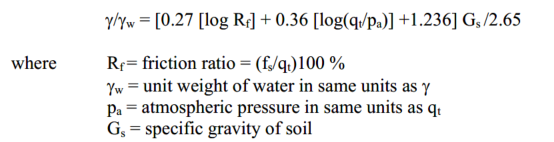 γ/γw = [0.27 [log Rf] + 0.36 [log(qt/pa)] +1.236] Gs /2.65
where Rf= friction ratio = (fs/qt)100 %
γw = unit weight of water in same units as γ
pa = atmospheric pressure in same units as qt
Gs = specific gravity of soil